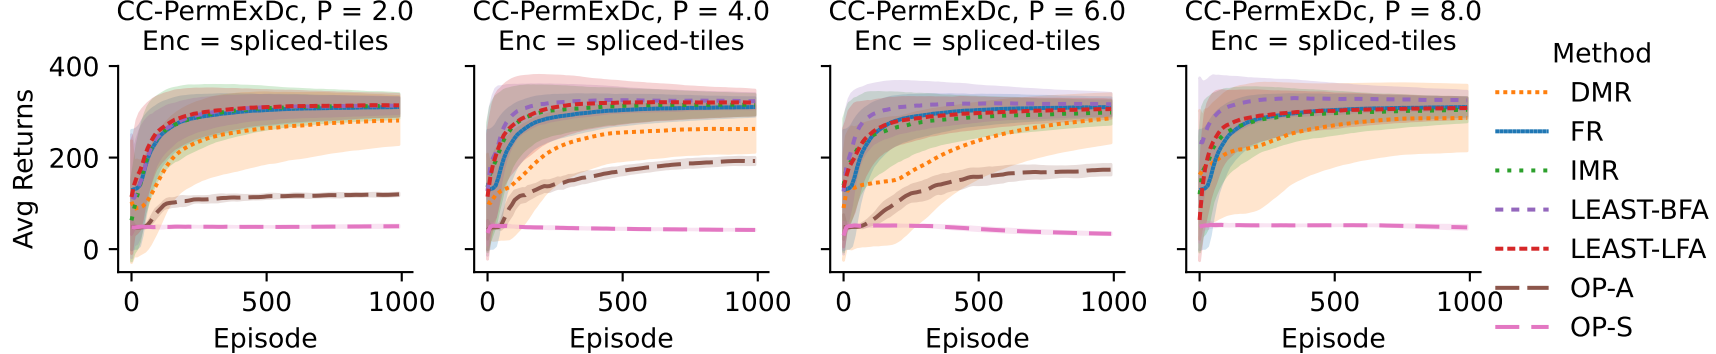 CC-PermExDc, P = 2.0
Enc = spliced-tiles
CC-PermExDc, P = 4.0
Enc = spliced-tiles
CC-PermExDc, P = 6.0
Enc = spliced-tiles
CC-PermExDc, P = 8.0
Enc = spliced-tiles
Avg Returns
400
200
0
0 500 1000
Episode
0 500 1000
Episode
0 500 1000
Episode
0 500 1000
Episode
Method
DMR
FR
IMR
LEAST-BFA
LEAST-LFA
OP-A
OP-S